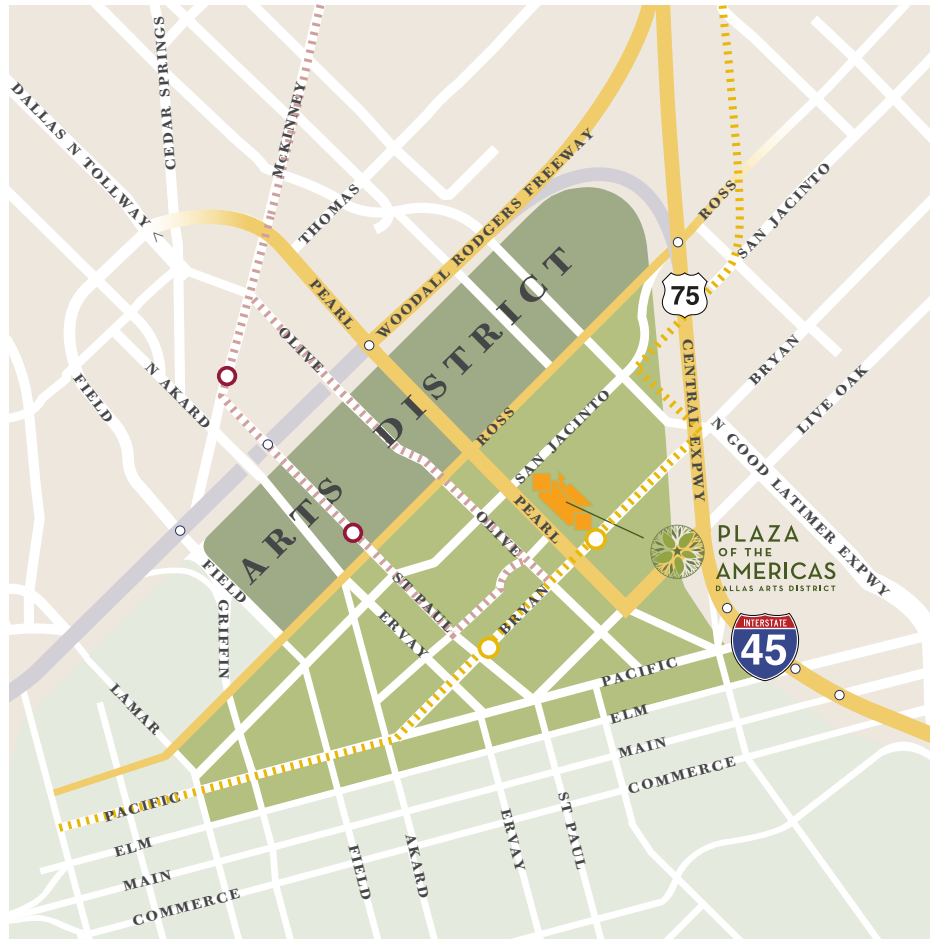 CEDAR SPRINGS
DALLAS N TOLLWAY
<
McKINNEY
THOMAS
WOODALL RODGERS FREEWAY
ROSS
SAN JACINTO
75
PEARL
OLIVE
ARTS DISTRICT
N AKARD
FIELD
CENTRAL EXPWY
BRYAN
LIVE OAK
ROSS
SAN JACINTO
N GOOD LATIMER EXPWY
PEARL
OLIVE
PLAZA
OF THE
AMERICAS
DALLAS ARTS DISTRICT
FIELD
GRIFFIN
ST PAUL
ERVAY
BRYAN
INTERSTATE
45
LAMAR
PACIFIC
ELM
MAIN
COMMERCE
PACIFIC
ELM
MAIN
COMMERCE
FIELD
AKARD
ERVAY
ST PAUL